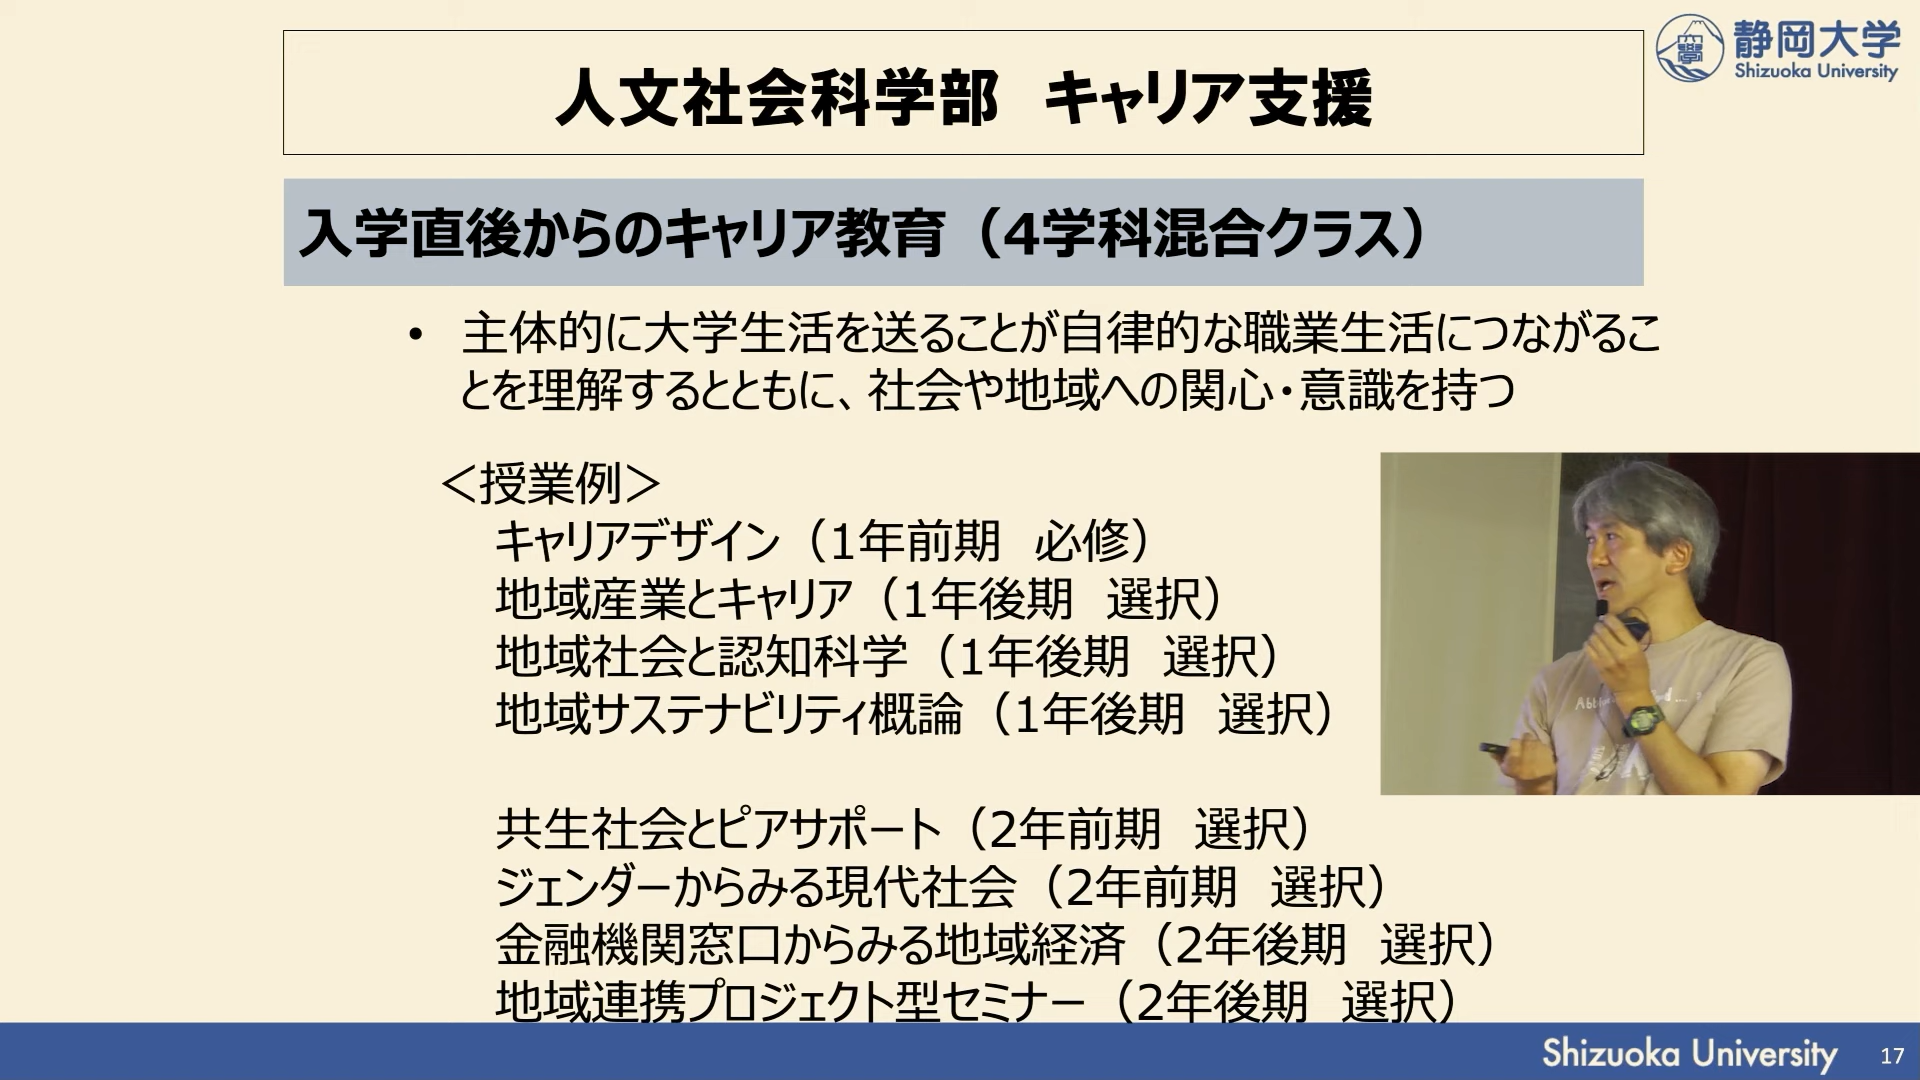 静岡大学
Shizuoka University
人文社会科学部　キャリア支援
入学直後からのキャリア教育（4学科混合クラス）
• 主体的に大学生活を送ることが自律的な職業生活につながるこ
とを理解するとともに、社会や地域への関心・意識を持つ
＜授業例＞
キャリアデザイン（1年前期　必修）
地域産業とキャリア（1年後期　選択）
地域社会と認知科学（1年後期　選択）
地域サステナビリティ概論（1年後期　選択）
共生社会とピアサポート（2年前期　選択）
ジェンダーからみる現代社会（2年前期　選択）
金融機関窓口からみる地域経済（2年後期　選択）
地域連携プロジェクト型セミナー（2年後期　選択）
Shizuoka University
17